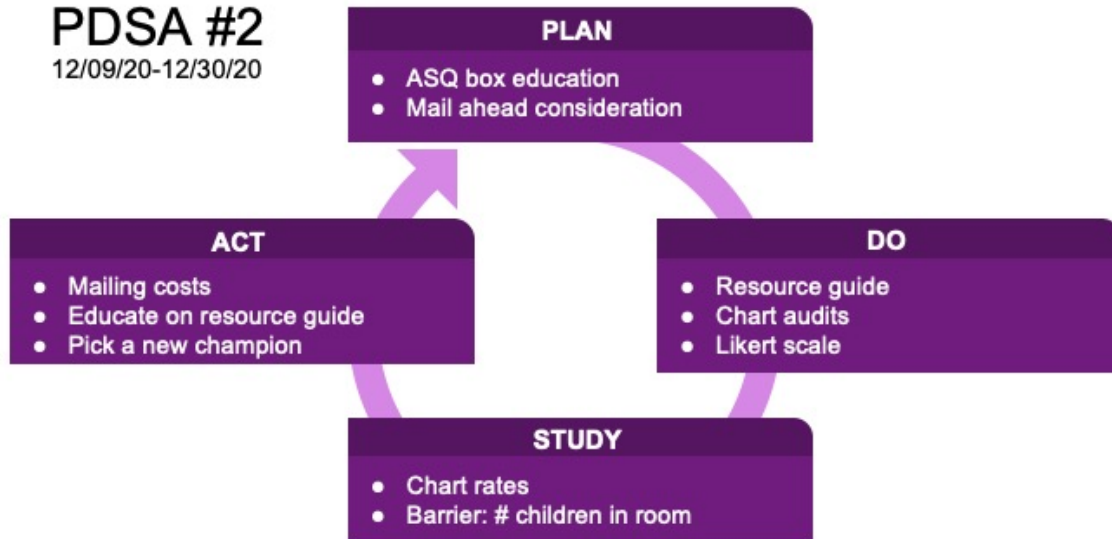 PDSA #2
12/09/20-12/30/20
PLAN
● ASQ box education
● Mail ahead consideration
DO
● Resource guide
● Chart audits
● Likert scale
STUDY
● Chart rates
● Barrier: # children in room
ACT
● Mailing costs
● Educate on resource guide
● Pick a new champion